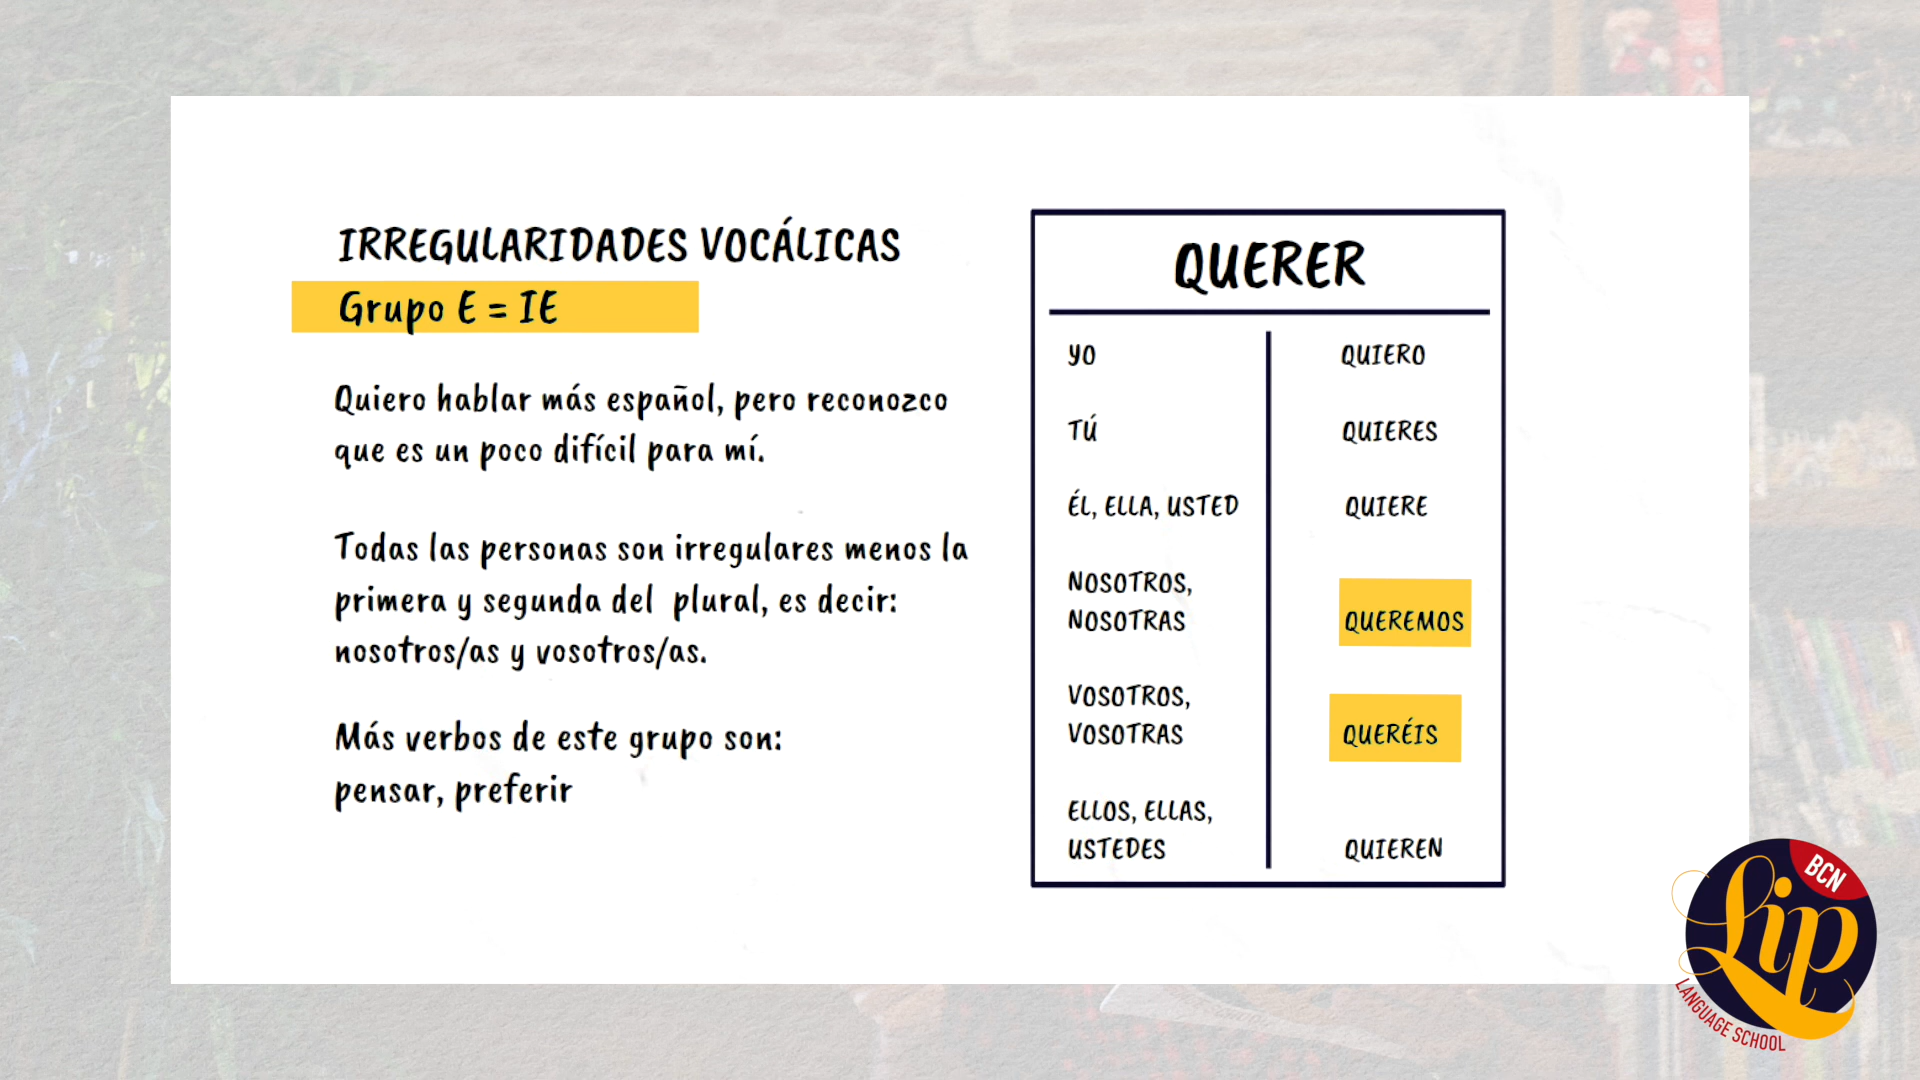 IRREGULARIDADES VOCÁLICAS
Grupo E = IE
Quiero hablar más español, pero reconozco
que es un poco difícil para mí.
Todas las personas son irregulares menos la
primera y segunda del plural, es decir:
nosotros/as y vosotros/as.
Más verbos de este grupo son:
pensar, preferir
QUERER
YO QUIERO
TÚ QUIERES
ÉL, ELLA, USTED QUIERE
NOSOTROS,
NOSOTRAS QUEREMOS
VOSOTROS,
VOSOTRAS QUERÉIS
ELLOS, ELLAS,
USTEDES QUIEREN
BCN
Lip
LANGUAGE SCHOOL